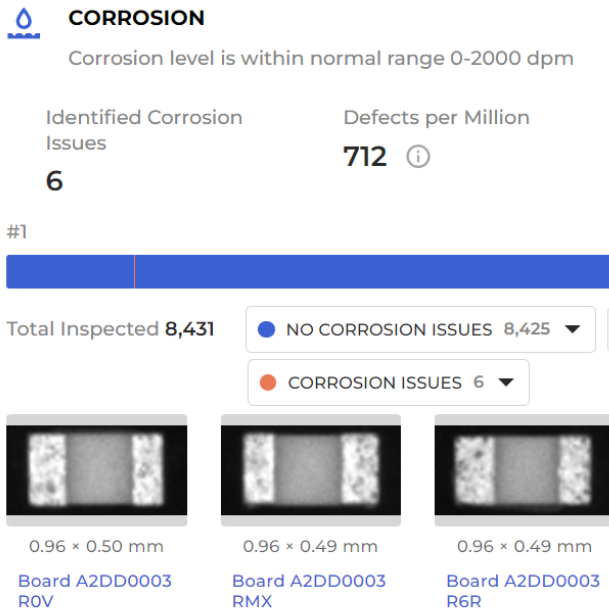 CORROSION
Corrosion level is within normal range 0-2000 dpm
Identified Corrosion
Issues
6
Defects per Million
712
#1
Total Inspected 8,431
NO CORROSION ISSUES 8,425
CORROSION ISSUES 6
0.96 × 0.50 mm
Board A2DD0003
R0V
0.96 × 0.49 mm
Board A2DD0003
RMX
0.96 × 0.49 mm
Board A2DD0003
R6R